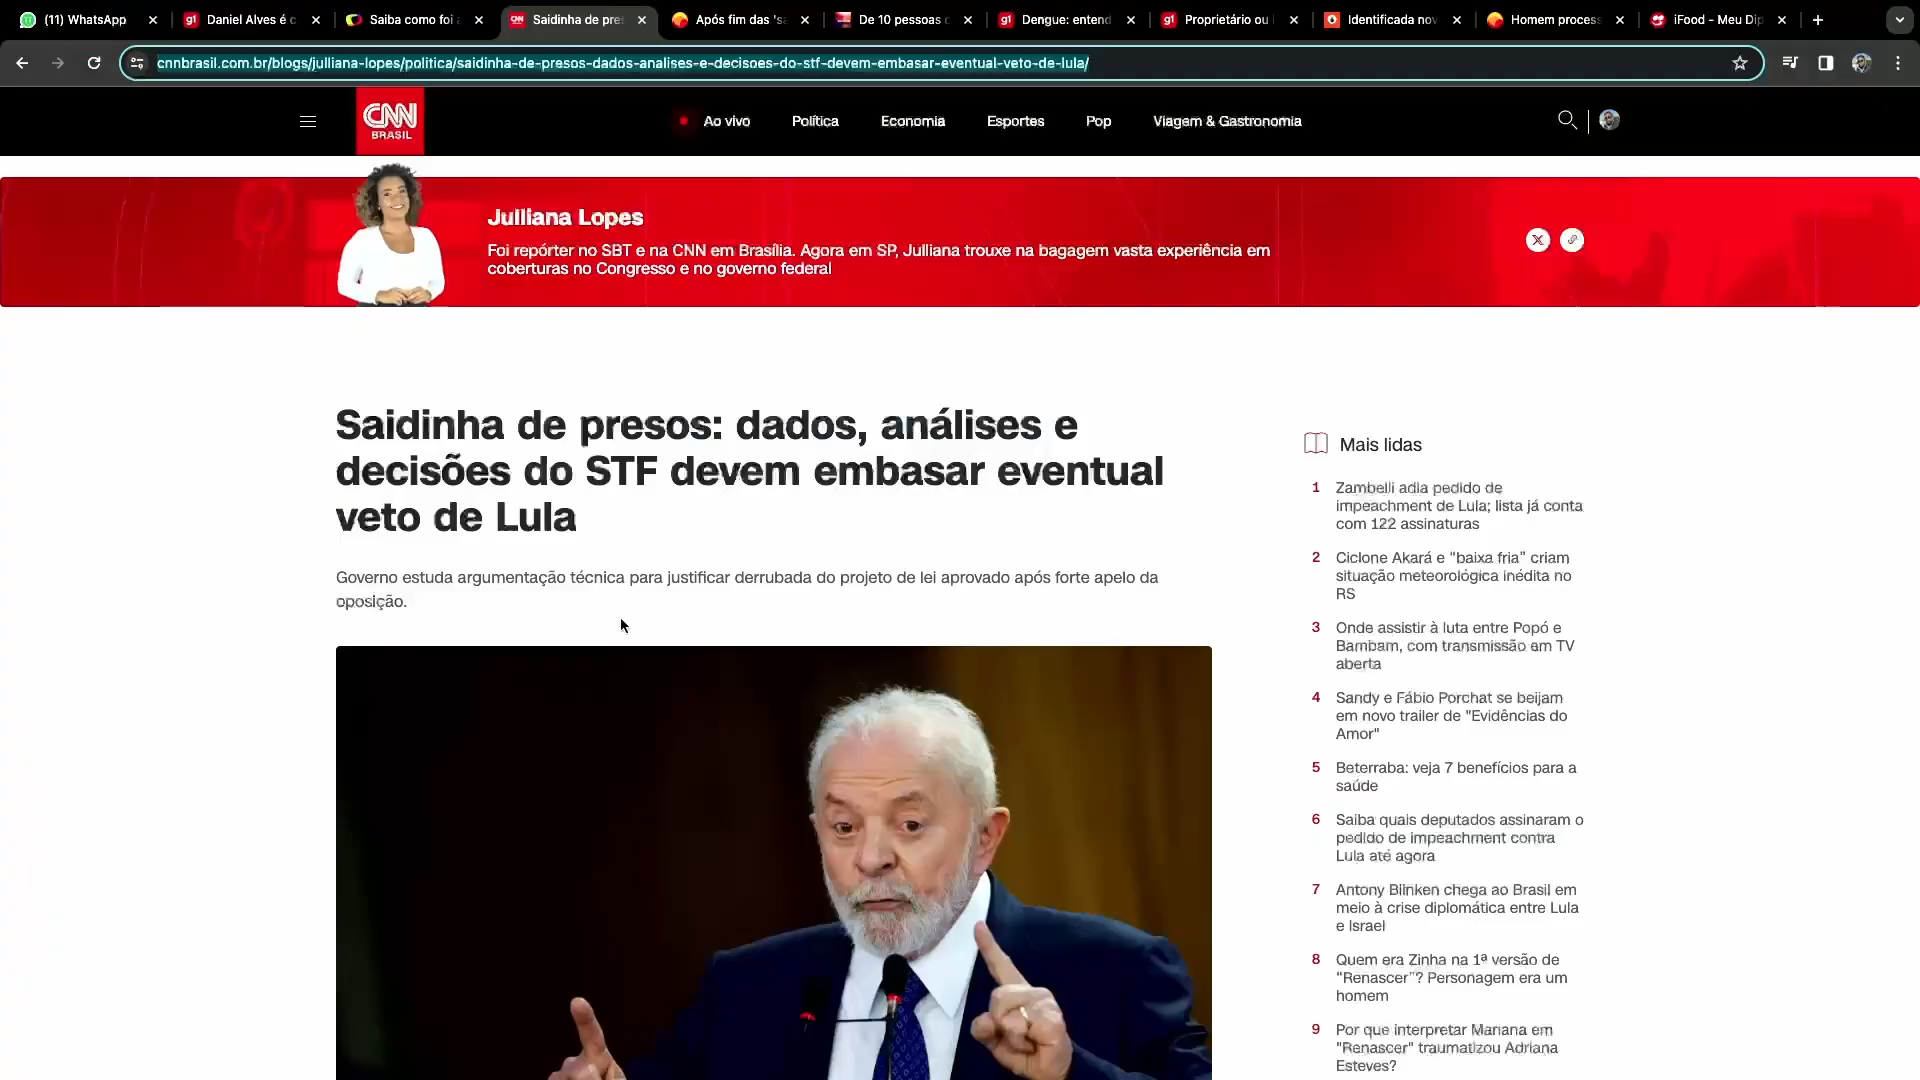 (11) WhatsApp
Daniel Alves é c
Saiba como foi a
Saidinha de pres
Após fim das 'sa
De 10 pessoas c
Dengue: entend
Proprietário ou i
Identificada nov
Homem process
iFood - Meu Dip
cnnbrasil.com.br/blogs/julliana-lopes/politica/saidinha-de-presos-dados-analises-e-decisoes-do-stf-devem-embasar-eventual-veto-de-lula/
CNN
BRASIL
Ao vivo
Política
Economia
Esportes
Pop
Viagem & Gastronomia
Julliana Lopes
Foi repórter no SBT e na CNN em Brasília. Agora em SP, Julliana trouxe na bagagem vasta experiência em
coberturas no Congresso e no governo federal
Saidinha de presos: dados, análises e
decisões do STF devem embasar eventual
veto de Lula
Governo estuda argumentação técnica para justificar derrubada do projeto de lei aprovado após forte apelo da
oposição.
Mais lidas
1 Zambelli adia pedido de
impeachment de Lula; lista já conta
com 122 assinaturas
2 Ciclone Akará e “baixa fria” criam
situação meteorológica inédita no
RS
3 Onde assistir à luta entre Popó e
Bambam, com transmissão em TV
aberta
4 Sandy e Fábio Porchat se beijam
em novo trailer de "Evidências do
Amor"
5 Beterraba: veja 7 benefícios para a
saúde
6 Saiba quais deputados assinaram o
pedido de impeachment contra
Lula até agora
7 Antony Blinken chega ao Brasil em
meio à crise diplomática entre Lula
e Israel
8 Quem era Zinha na 1ª versão de
“Renascer”? Personagem era um
homem
9 Por que interpretar Mariana em
"Renascer" traumatizou Adriana
Esteves?